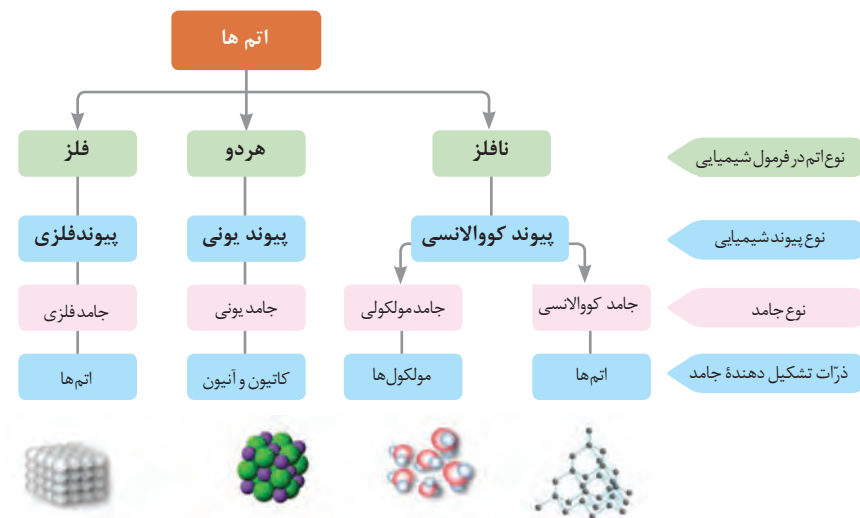 اتم ها
نوع اتم در فرمول شیمیایی
نافلز
هردو
فلز
نوع پیوند شیمیایی
پیوند کووالانسی
پیوند یونی
پیوندفلزی
نوع جامد
جامد کووالانسی
جامد مولکولی
جامد یونی
جامد فلزی
ذرّات تشکیل دهندهٔ جامد
اتم‌ها
مولکول‌ها
کاتیون و آنیون
اتم‌ها